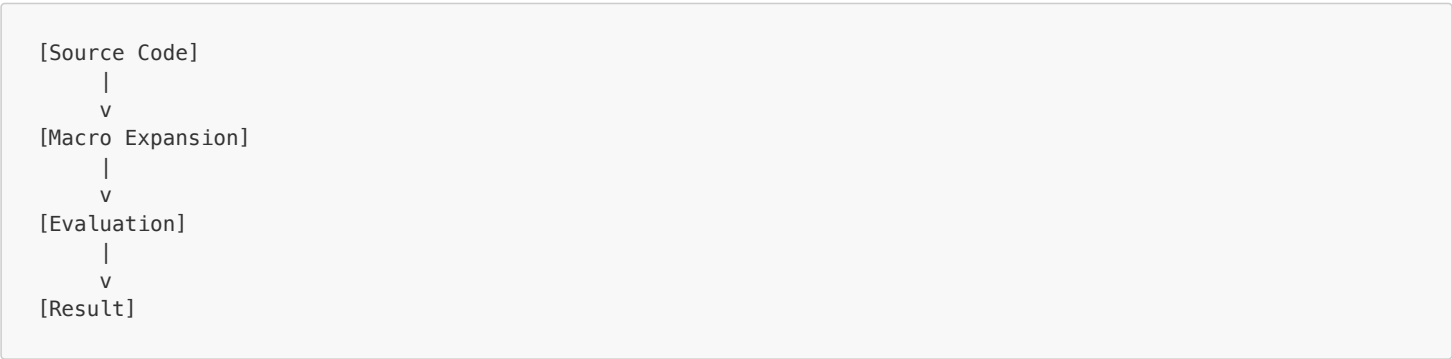 [Source Code]
     |
     v
[Macro Expansion]
     |
     v
[Evaluation]
     |
     v
[Result]